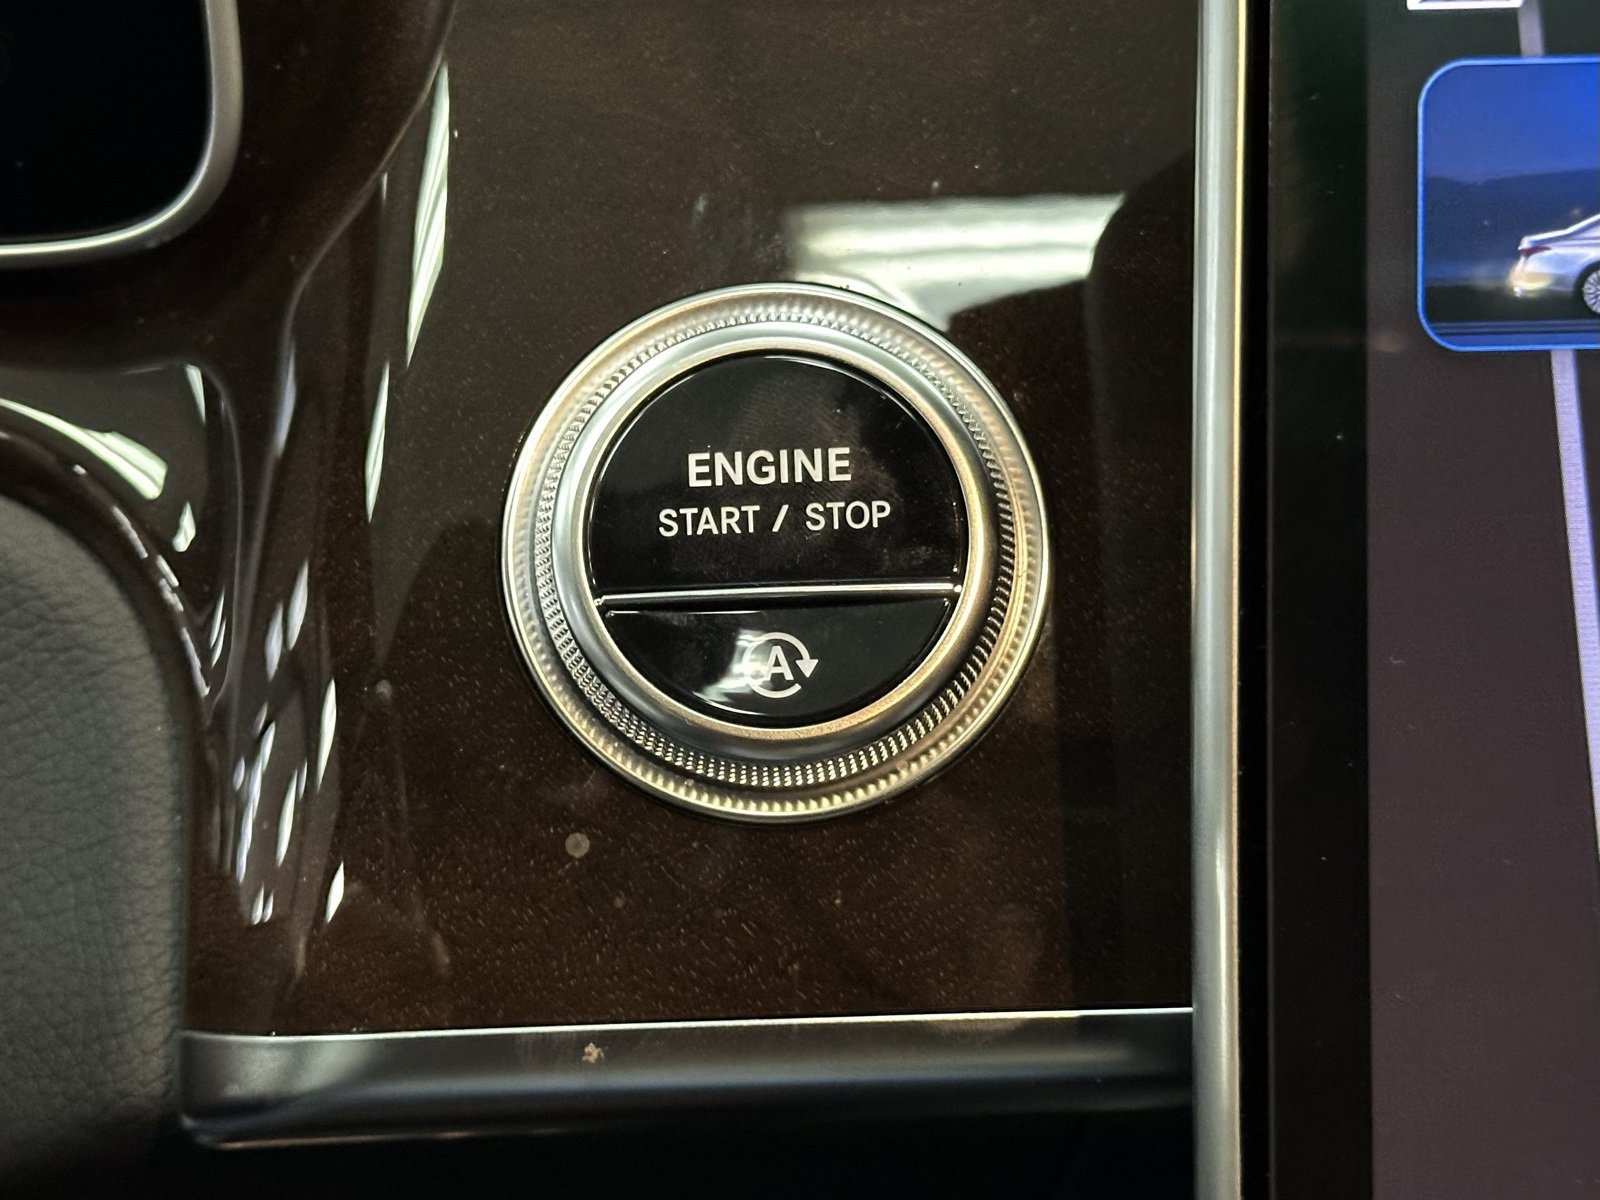 ENGINE
START / STOP
A